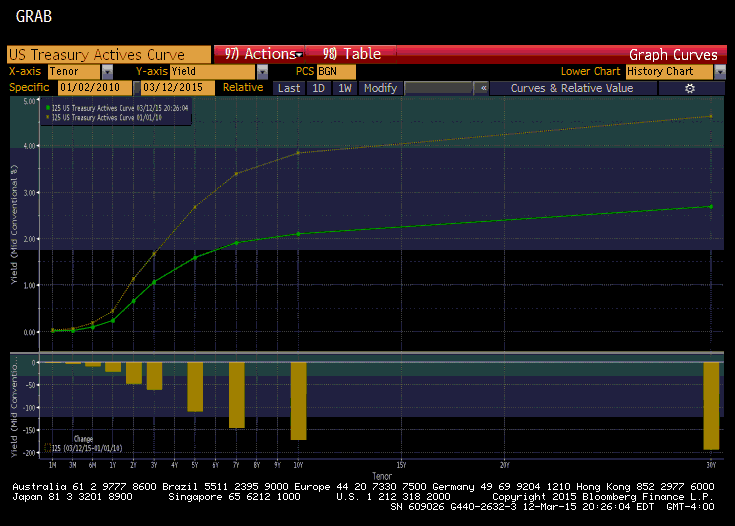 GRAB
US Treasury Actives Curve 97) Actions 98) Table Graph Curves
X-axis Tenor Y-axis Yield PCS BGN Lower Chart History Chart
Specific 01/02/2010 03/12/2015 Relative Last 1D 1W Modify « Curves & Relative Value
5.00
I25 US Treasury Actives Curve 03/12/15 20:26:04
I25 US Treasury Actives Curve 01/01/10
4.00
3.00
2.00
1.00
0.00
Yield (Mid Conventional %)
0
-50
-100
-150
-200
Yield (Mid Conventio...
Change
I25 (03/12/15-01/01/10)
1M 3M 6M 1Y 2Y 3Y 4Y 5Y 6Y 7Y 8Y 9Y 10Y 15Y 20Y 30Y
Tenor
Australia 61 2 9777 8600 Brazil 5511 2395 9000 Europe 44 20 7330 7500 Germany 49 69 9204 1210 Hong Kong 852 2977 6000
Japan 81 3 3201 8900 Singapore 65 6212 1000 U.S. 1 212 318 2000 Copyright 2015 Bloomberg Finance L.P.
SN 609026 G440-2632-3 12-Mar-15 20:26:04 EDT GMT-4:00